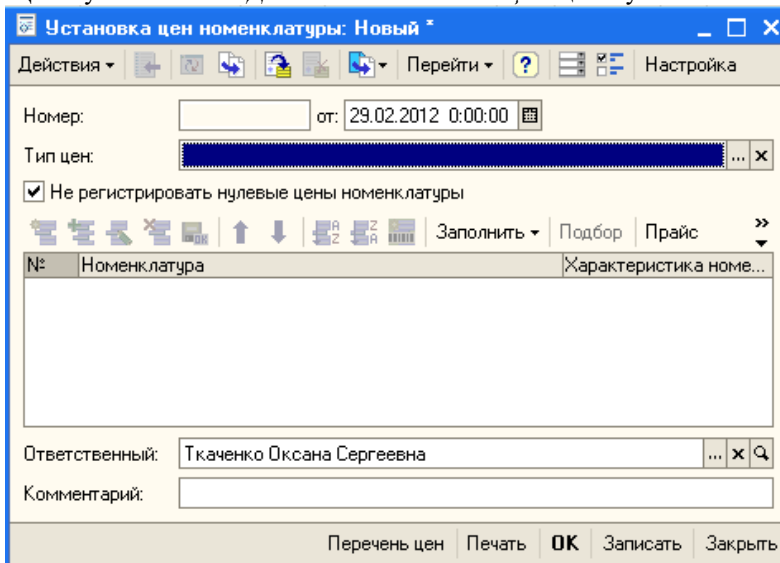 Установка цен номенклатуры: Новый *
Действия Перейти ? Настройка
Номер: от: 29.02.2012 0:00:00
Тип цен: ... x
Не регистрировать нулевые цены номенклатуры
Заполнить Подбор Прайс »
№ Номенклатура Характеристика номе...
Ответственный: Ткаченко Оксана Сергеевна ... x
Комментарий:
Перечень цен Печать OK Записать Закрыть